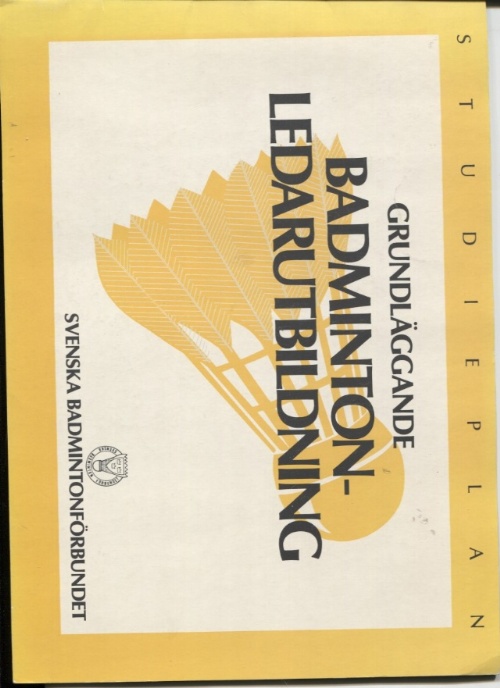 STUDIEPLAN
GRUNDLÄGGANDE
BADMINTON-
LEDARUTBILDNING
SVENSKA BADMINTONFÖRBUNDET